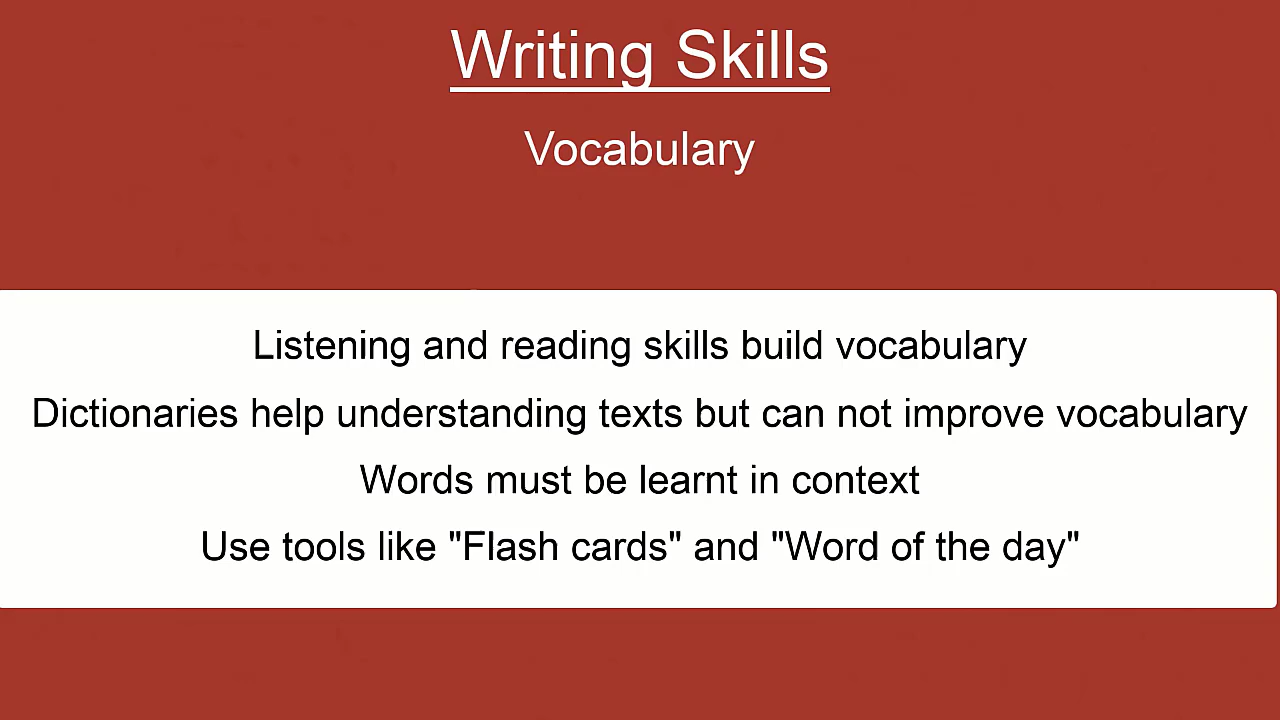 Writing Skills
Vocabulary
Listening and reading skills build vocabulary
Dictionaries help understanding texts but can not improve vocabulary
Words must be learnt in context
Use tools like "Flash cards" and "Word of the day"